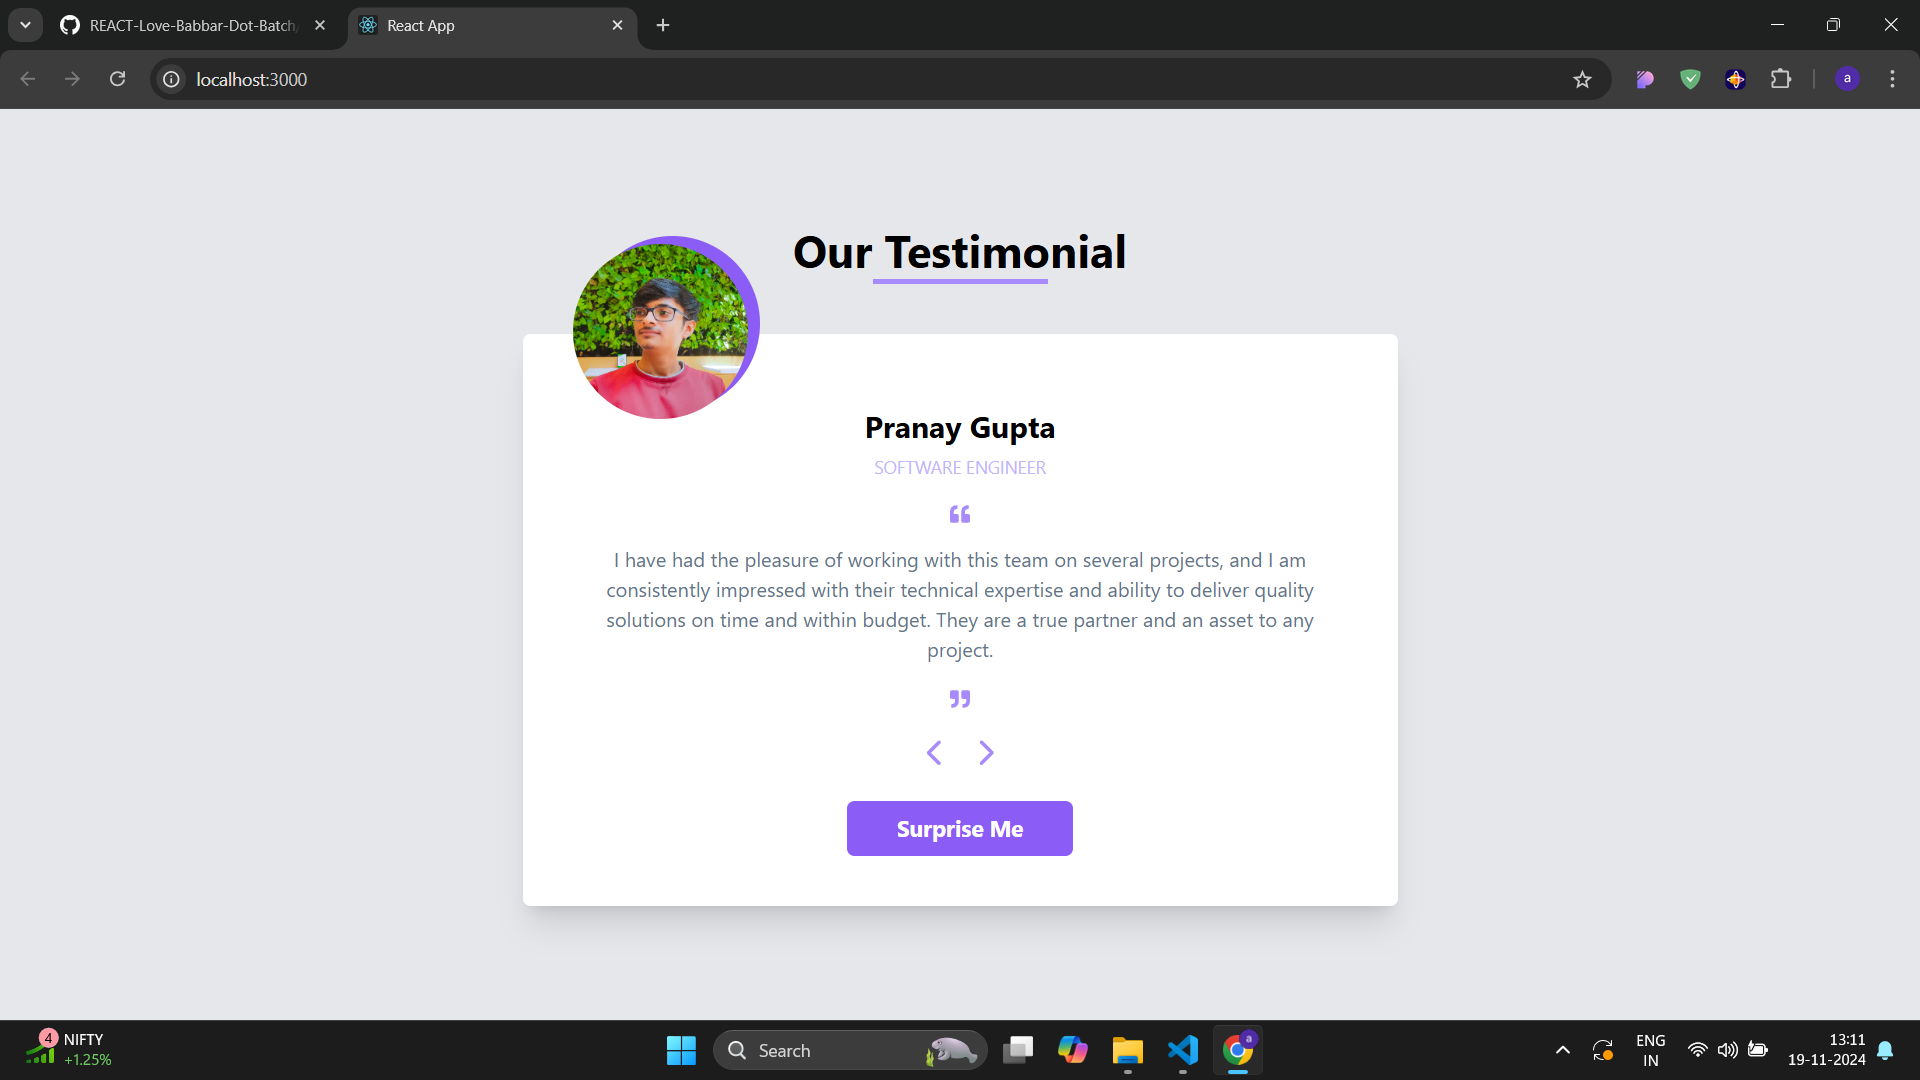 REACT-Love-Babbar-Dot-Batch
React App
localhost:3000
a
Our Testimonial
Pranay Gupta
SOFTWARE ENGINEER
“
I have had the pleasure of working with this team on several projects, and I am
consistently impressed with their technical expertise and ability to deliver quality
solutions on time and within budget. They are a true partner and an asset to any
project.
”
Surprise Me
4
NIFTY
+1.25%
Search
a
ENG
IN
13:11
19-11-2024